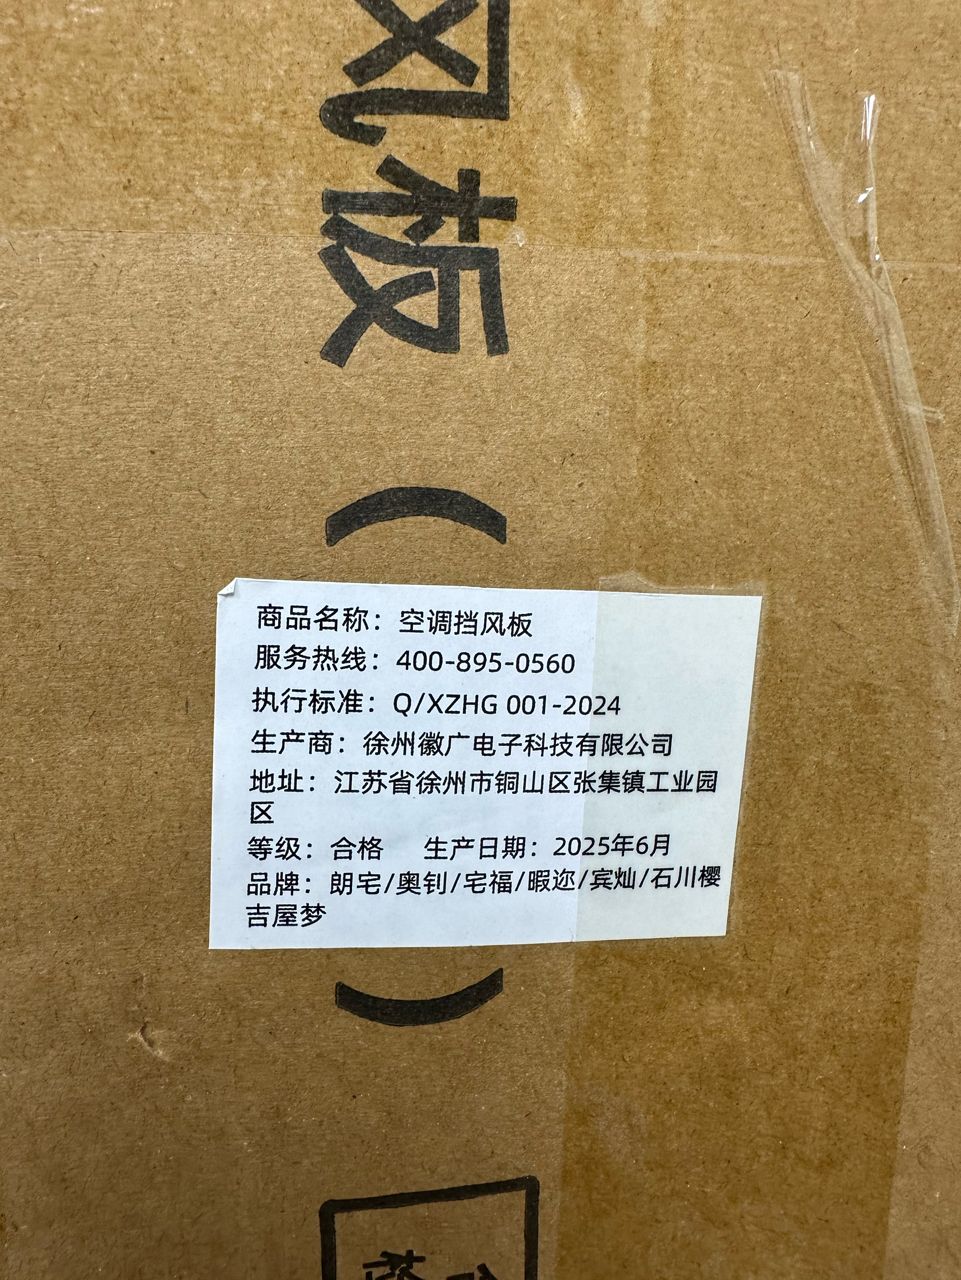 风板
（
商品名称：空调挡风板
服务热线：400-895-0560
执行标准：Q/XZHG 001-2024
生产商：徐州徽广电子科技有限公司
地址：江苏省徐州市铜山区张集镇工业园
区
等级：合格 生产日期：2025年6月
品牌：朗宅/奥钊/宅福/暇迩/宾灿/石川樱
吉屋梦
）